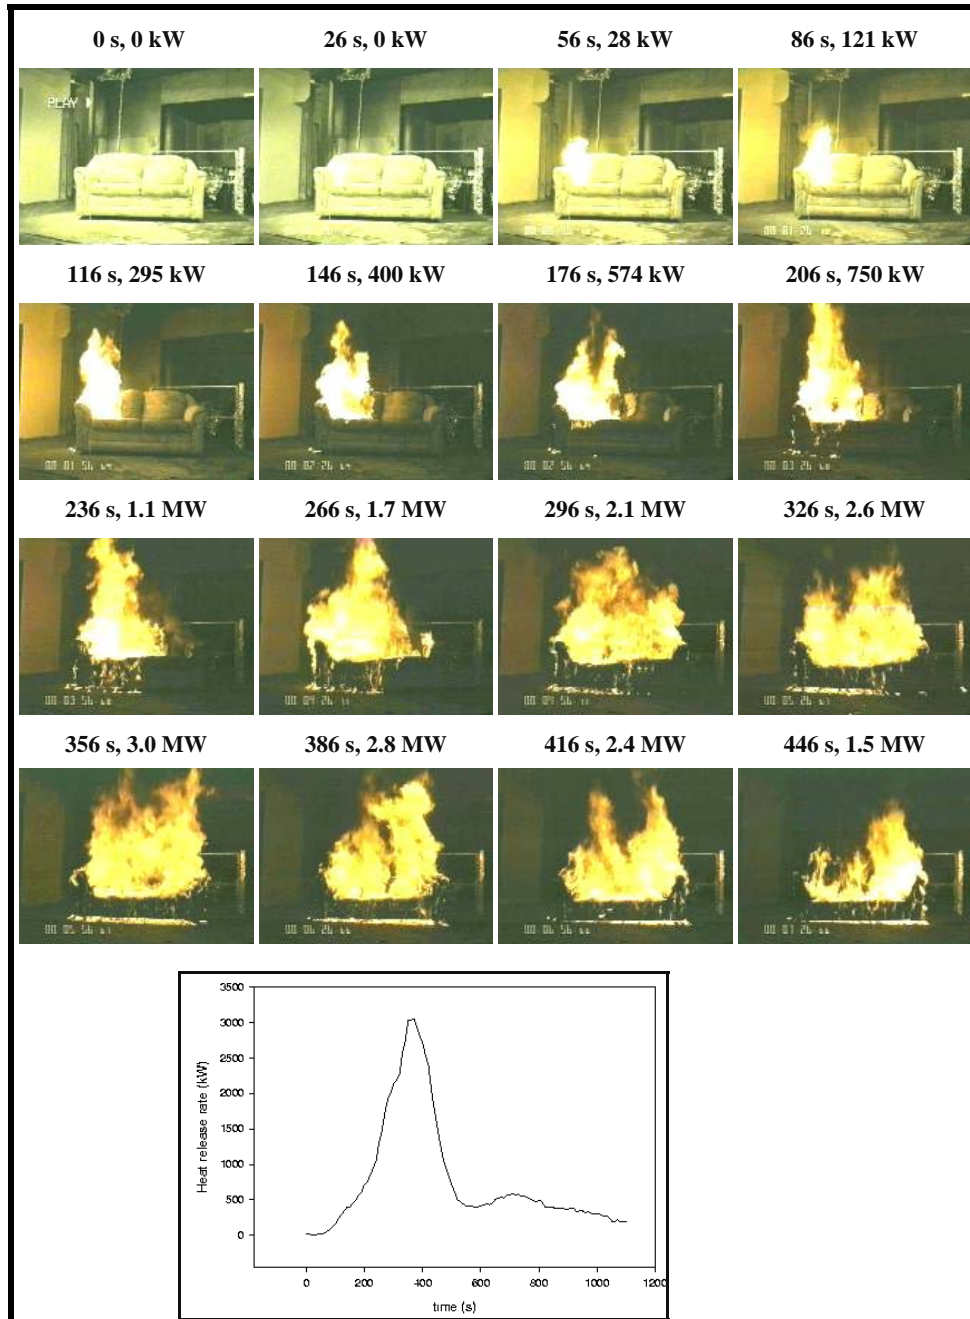 0 s, 0 kW 26 s, 0 kW 56 s, 28 kW 86 s, 121 kW
PLAY
116 s, 295 kW 146 s, 400 kW 176 s, 574 kW 206 s, 750 kW
236 s, 1.1 MW 266 s, 1.7 MW 296 s, 2.1 MW 326 s, 2.6 MW
356 s, 3.0 MW 386 s, 2.8 MW 416 s, 2.4 MW 446 s, 1.5 MW
3500
3000
2500
2000
1500
1000
500
0
Heat release rate (kW)
0 200 400 600 800 1000 1200
time (s)